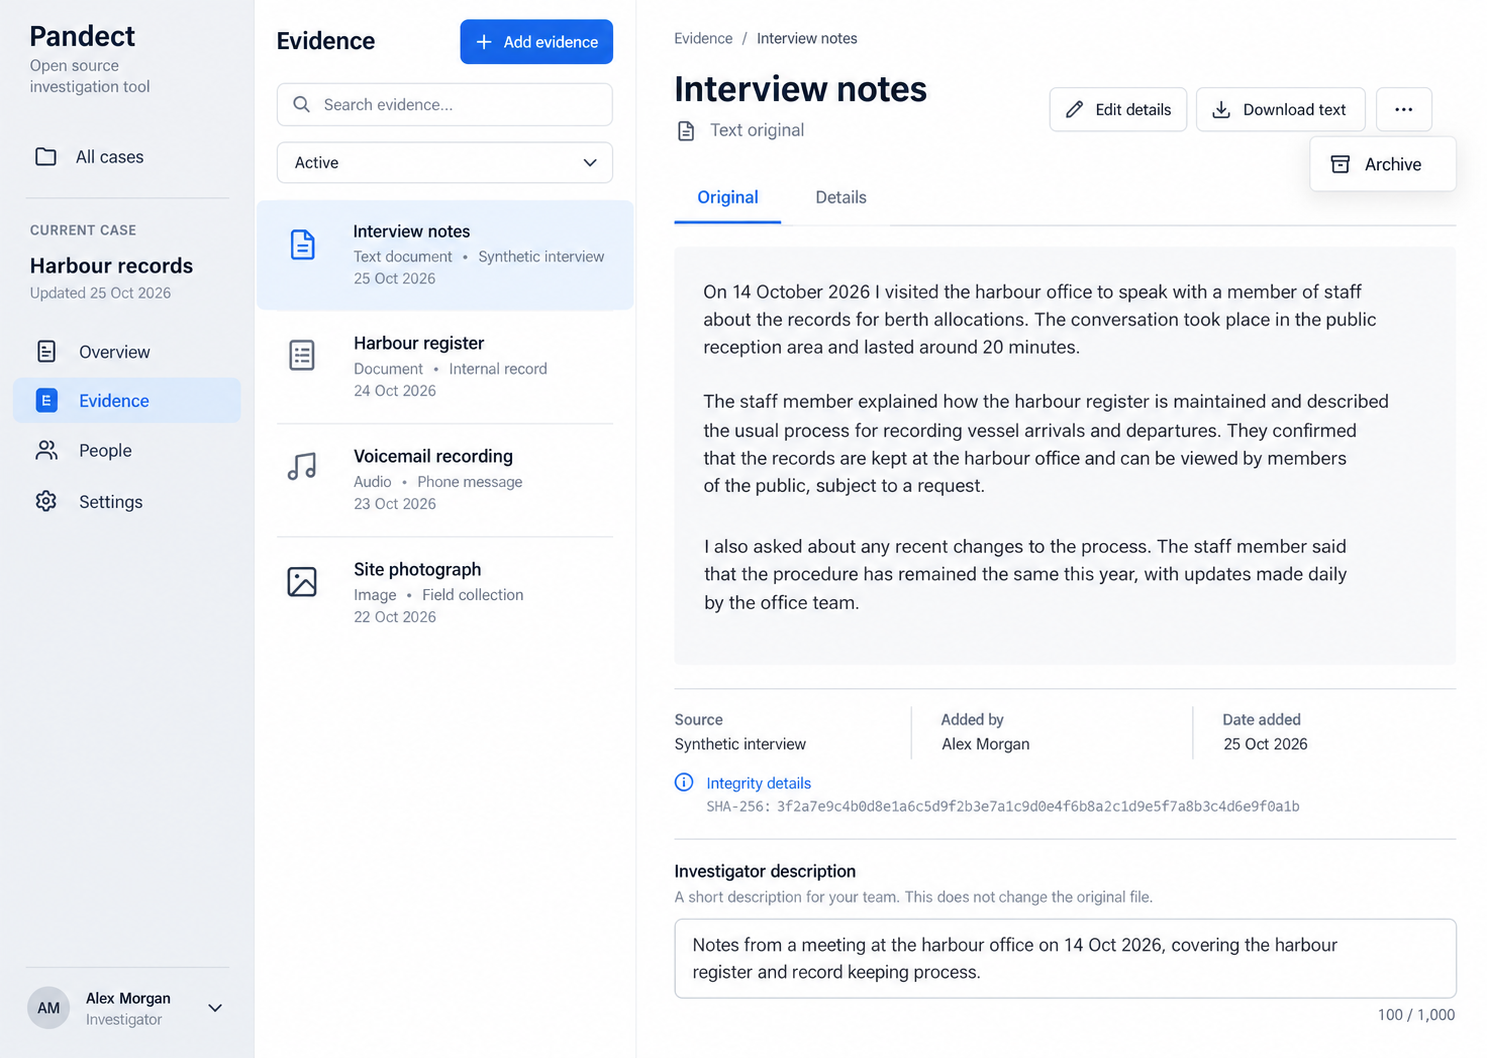 Pandect
Open source
investigation tool
All cases
CURRENT CASE
Harbour records
Updated 25 Oct 2026
Overview
E
Evidence
People
Settings
AM
Alex Morgan
Investigator
Evidence
Add evidence
Search evidence...
Active
Interview notes
Text document • Synthetic interview
25 Oct 2026
Harbour register
Document • Internal record
24 Oct 2026
Voicemail recording
Audio • Phone message
23 Oct 2026
Site photograph
Image • Field collection
22 Oct 2026
Evidence / Interview notes
Interview notes
Text original
Edit details
Download text
Archive
Original
Details
On 14 October 2026 I visited the harbour office to speak with a member of staff
about the records for berth allocations. The conversation took place in the public
reception area and lasted around 20 minutes.
The staff member explained how the harbour register is maintained and described
the usual process for recording vessel arrivals and departures. They confirmed
that the records are kept at the harbour office and can be viewed by members
of the public, subject to a request.
I also asked about any recent changes to the process. The staff member said
that the procedure has remained the same this year, with updates made daily
by the office team.
Source
Synthetic interview
Added by
Alex Morgan
Date added
25 Oct 2026
Integrity details
SHA-256: 3f2a7e9c4b0d8e1a6c5d9f2b3e7a1c9d0e4f6b8a2c1d9e5f7a8b3c4d6e9f0a1b
Investigator description
A short description for your team. This does not change the original file.
Notes from a meeting at the harbour office on 14 Oct 2026, covering the harbour
register and record keeping process.
100 / 1,000